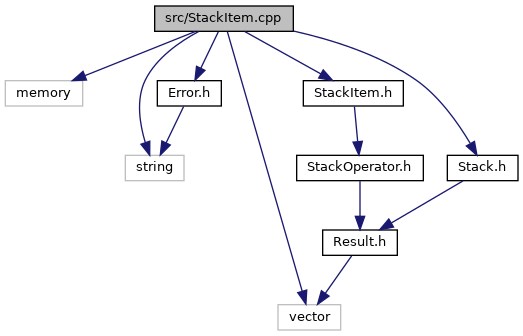 src/StackItem.cpp
memory
Error.h
StackItem.h
string
StackOperator.h
Stack.h
Result.h
vector